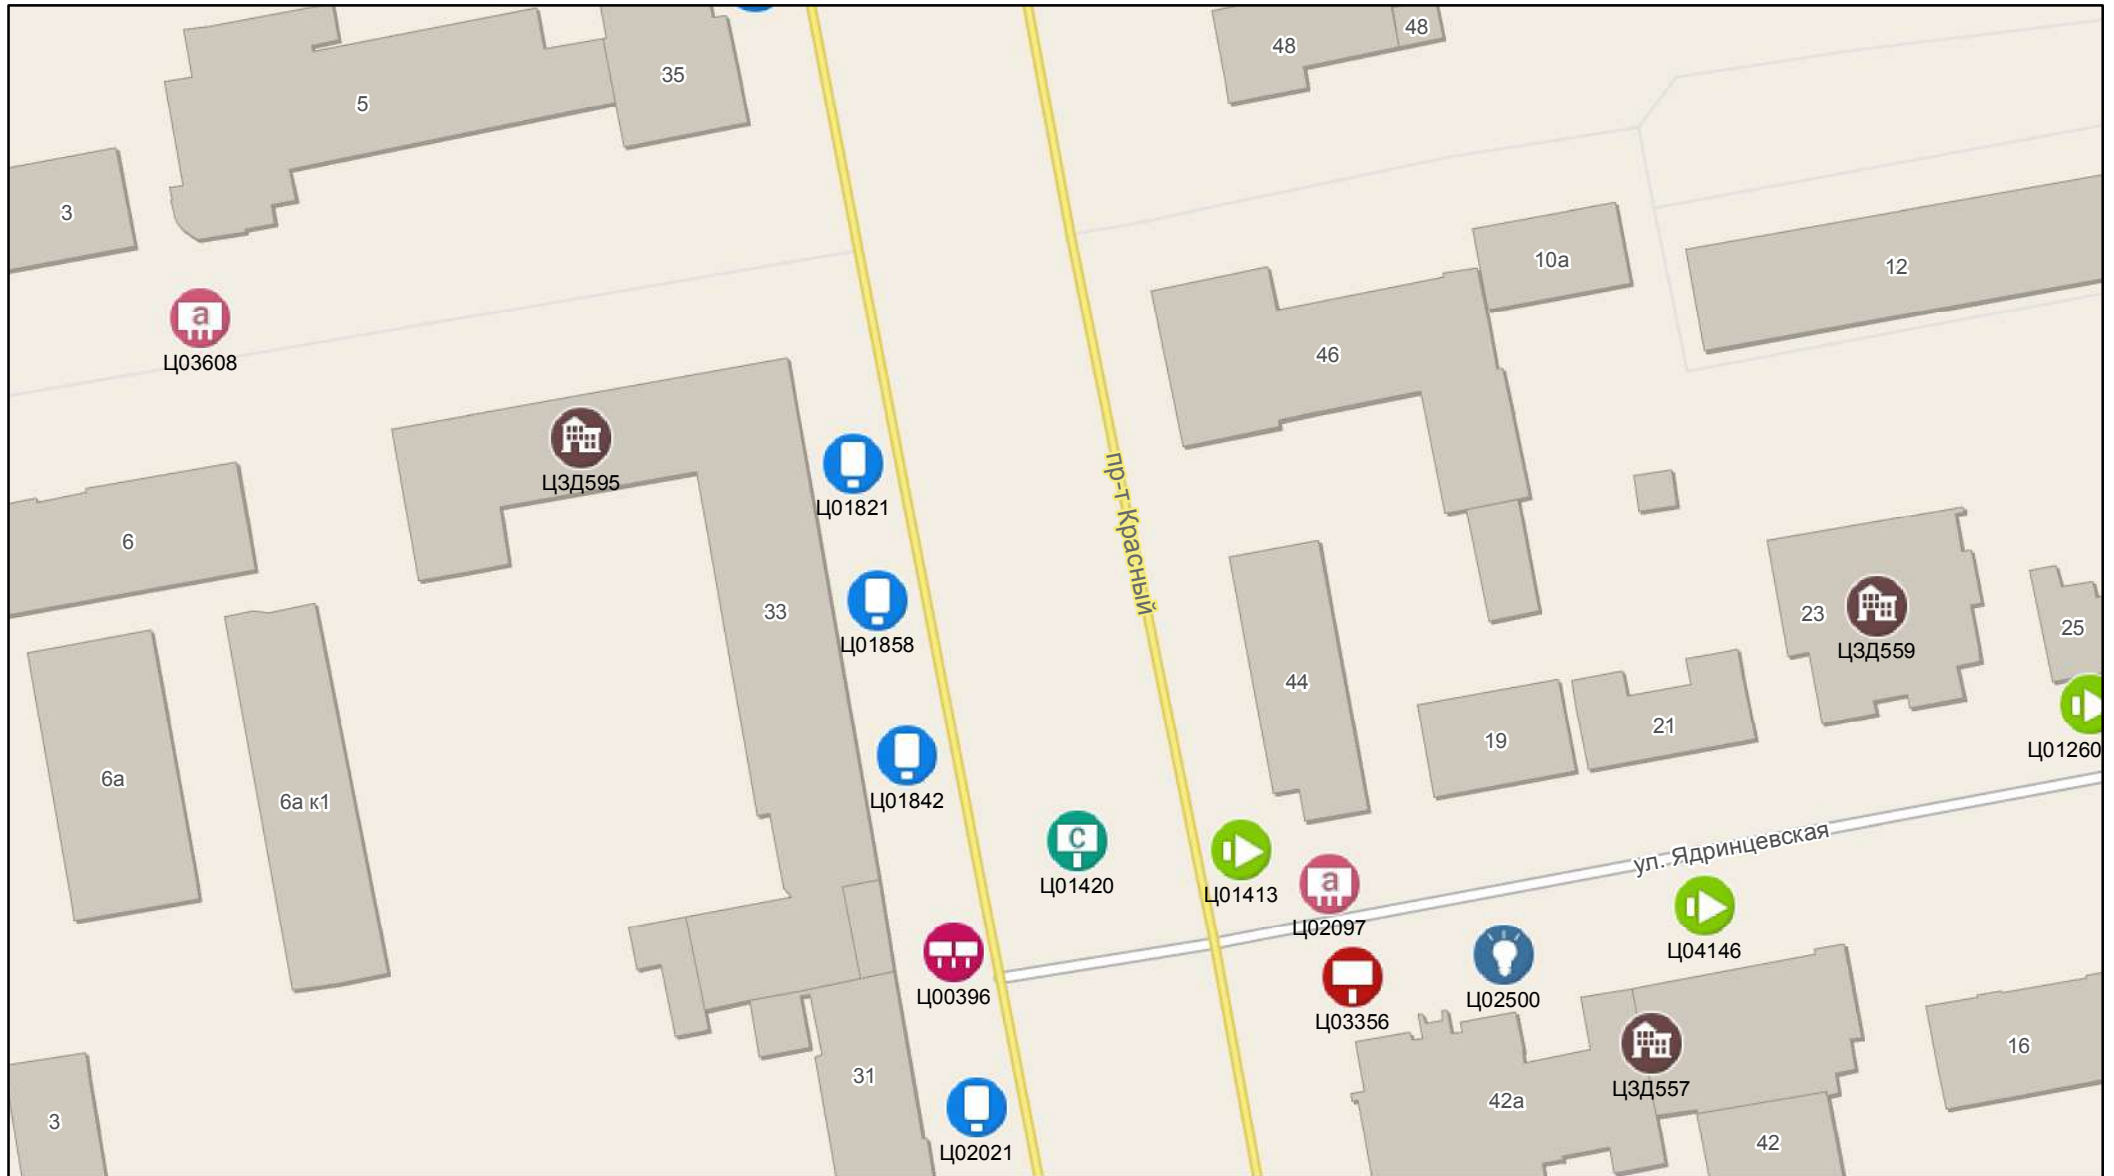 48
48
35
5
3
10а
12
46
а
Ц03608
ЦЗД595
Ц01821
пр-т Красный
6
33
Ц01858
23
ЦЗД559
25
44
21
19
Ц01260
6а
6а к1
Ц01842
с
Ц01420
Ц01413
а
Ц02097
ул. Ядринцевская
Ц04146
Ц00396
Ц03356
Ц02500
31
42а
ЦЗД557
16
3
Ц02021
42